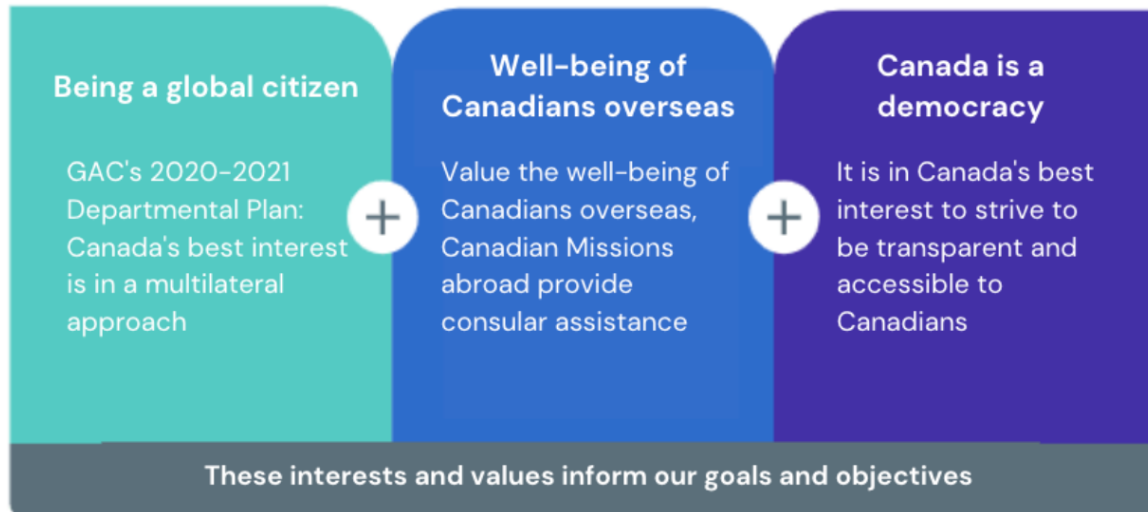 Being a global citizen
GAC's 2020-2021
Departmental Plan:
Canada's best interest
is in a multilateral
approach
+
Well-being of
Canadians overseas
Value the well-being of
Canadians overseas,
Canadian Missions
abroad provide
consular assistance
+
Canada is a
democracy
It is in Canada's best
interest to strive to
be transparent and
accessible to
Canadians
These interests and values inform our goals and objectives